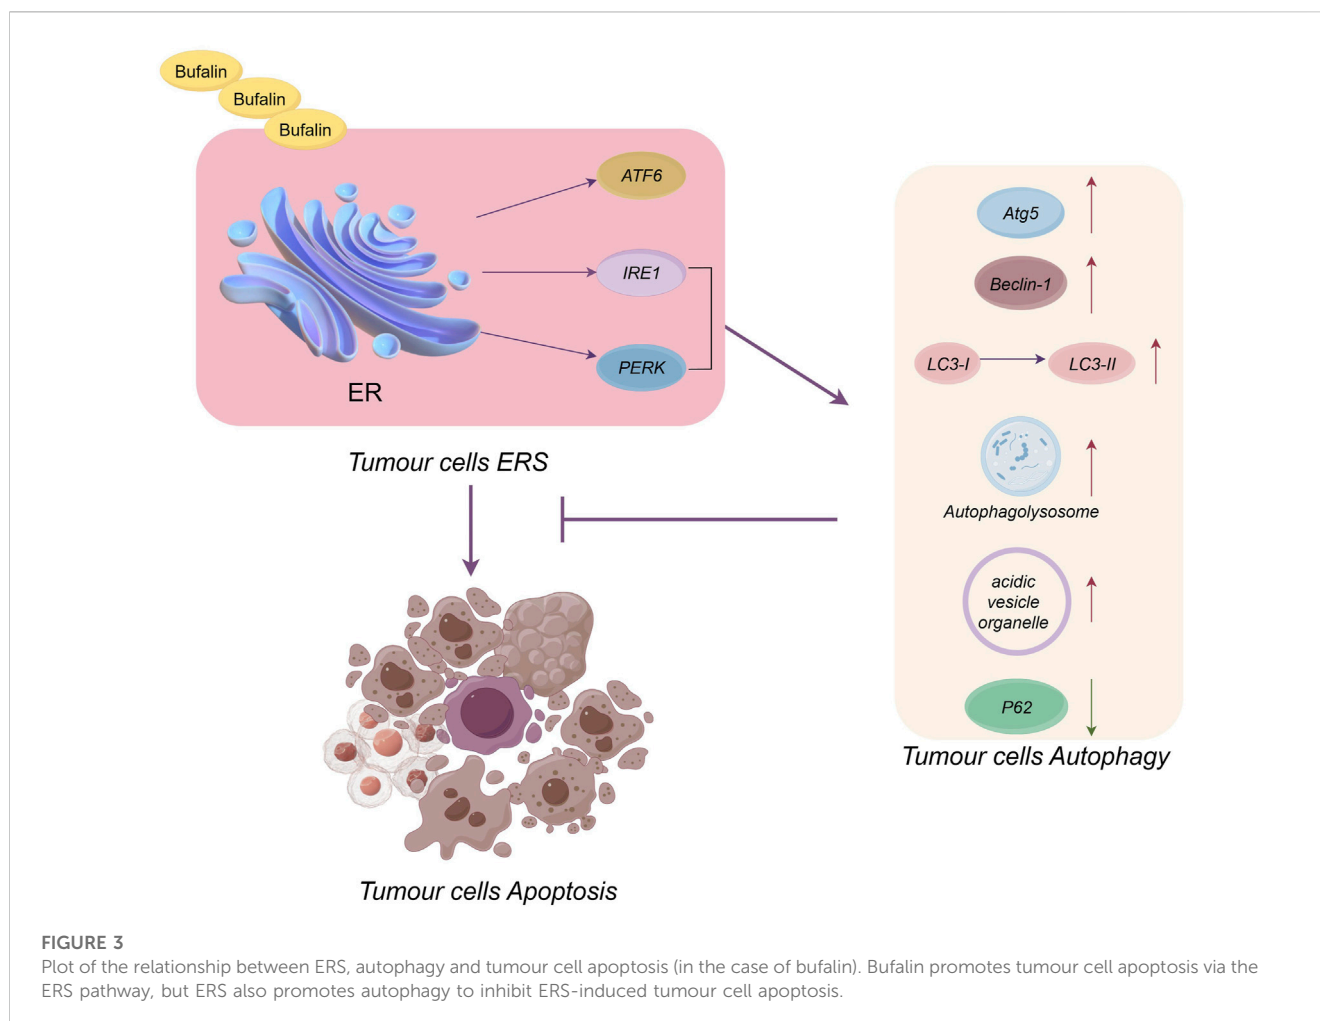 Bufalin
Bufalin
Bufalin
ATF6
IRE1
PERK
ER
Tumour cells ERS
Atg5
Beclin-1
LC3-I
LC3-II
Autophagolysosome
acidic
vesicle
organelle
P62
Tumour cells Autophagy
Tumour cells Apoptosis
FIGURE 3
Plot of the relationship between ERS, autophagy and tumour cell apoptosis (in the case of bufalin). Bufalin promotes tumour cell apoptosis via the
ERS pathway, but ERS also promotes autophagy to inhibit ERS-induced tumour cell apoptosis.